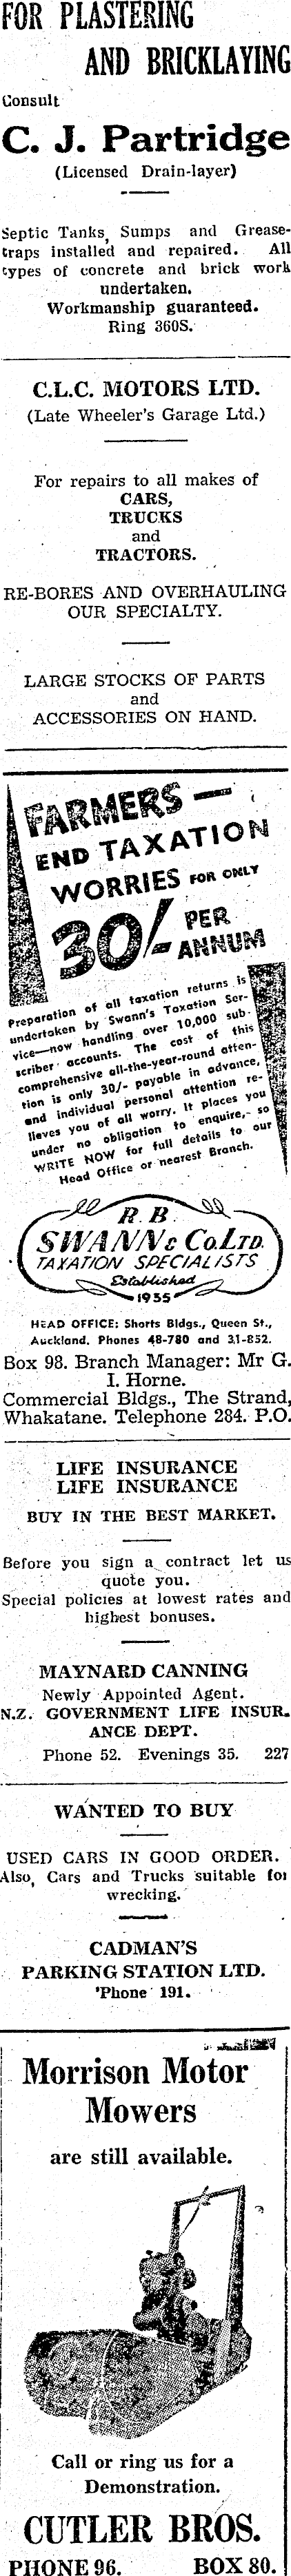 FOR PLASTERING
AND BRICKLAYING
Consult
C. J. Partridge
(Licensed Drain-layer)
Septic Tanks, Sumps and Grease-
traps installed and repaired. All
types of concrete and brick work
undertaken.
Workmanship guaranteed.
Ring 360S.
C.L.C. MOTORS LTD.
(Late Wheeler's Garage Ltd.)
For repairs to all makes of
CARS,
TRUCKS
and
TRACTORS.
RE-BORES AND OVERHAULING
OUR SPECIALTY.
LARGE STOCKS OF PARTS
and
ACCESSORIES ON HAND.
FARMERS—
END TAXATION
WORRIES FOR ONLY
30/- PER
ANNUM
Preparation of all taxation returns is
undertaken by Swann's Taxation Ser-
vice—now handling over 10,000 sub-
scriber accounts. The cost of this
comprehensive all-the-year-round atten-
tion is only 30/- payable in advance,
and individual personal attention re-
lieves you of all worry. It places you
under no obligation to enquire, so
WRITE NOW for full details to our
Head Office or nearest Branch.
R. B.
SWANN & CO. LTD.
TAXATION SPECIALISTS
Established
1935
HEAD OFFICE: Shorts Bldgs., Queen St.,
Auckland. Phones 48-780 and 31-852.
Box 98. Branch Manager: Mr G.
I. Horne.
Commercial Bldgs., The Strand,
Whakatane. Telephone 284. P.O.
LIFE INSURANCE
LIFE INSURANCE
BUY IN THE BEST MARKET.
Before you sign a contract let us
quote you.
Special policies at lowest rates and
highest bonuses.
MAYNARD CANNING
Newly Appointed Agent.
N.Z. GOVERNMENT LIFE INSUR-
ANCE DEPT.
Phone 52. Evenings 35. 227
WANTED TO BUY
USED CARS IN GOOD ORDER.
Also, Cars and Trucks suitable for
wrecking.
CADMAN'S
PARKING STATION LTD.
'Phone 191.
Morrison Motor
Mowers
are still available.
Call or ring us for a
Demonstration.
CUTLER BROS.
PHONE 96. BOX 80.